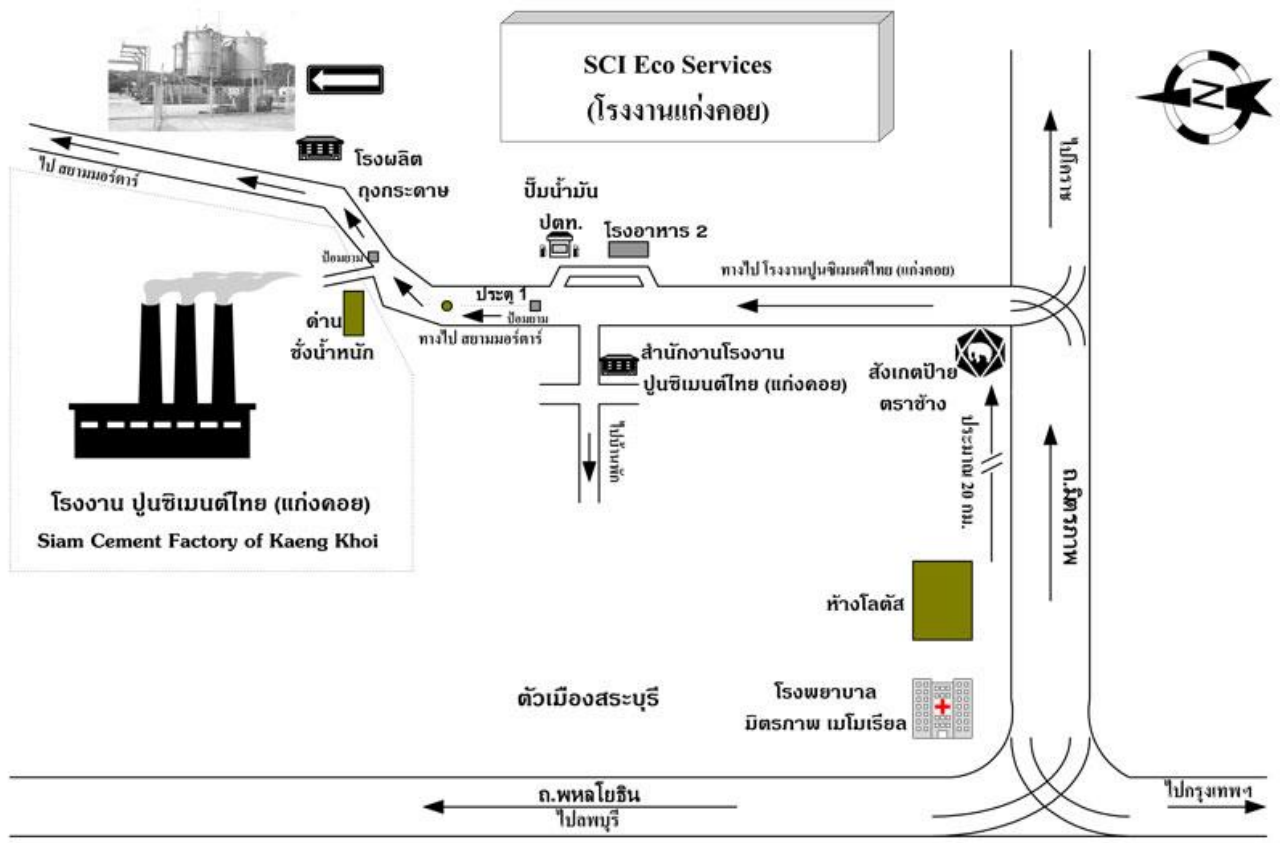 SCI Eco Services
(โรงงานแก่งคอย)
N
ไปโคราช
โรงผลิต
ถุงกระดาษ
ไป สยามมอร์ตาร์
ปั๊มน้ำมัน
ปตท.
โรงอาหาร 2
ป้อมยาม
ทางไป โรงงานปูนซิเมนต์ไทย (แก่งคอย)
ประตู 1
ป้อมยาม
ทางไป สยามมอร์ตาร์
ด่าน
ชั่งน้ำหนัก
สำนักงานโรงงาน
ปูนซิเมนต์ไทย (แก่งคอย)
สังเกตป้าย
ตราช้าง
ไปบ้านพัก
ประมาณ 20 กม.
ถ.มิตรภาพ
โรงงาน ปูนซิเมนต์ไทย (แก่งคอย)
Siam Cement Factory of Kaeng Khoi
ห้างโลตัส
ตัวเมืองสระบุรี
โรงพยาบาล
มิตรภาพ เมโมเรียล
ถ.พหลโยธิน
ไปลพบุรี
ไปกรุงเทพฯ